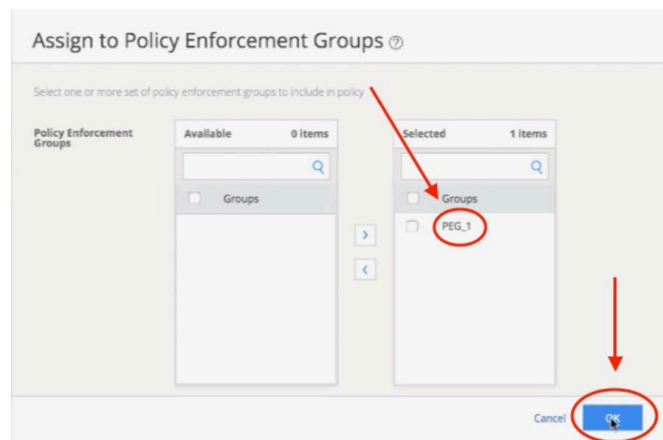 Assign to Policy Enforcement Groups ?
Select one or more set of policy enforcement groups to include in policy
Policy Enforcement
Groups
Available 0 items
Groups
Selected 1 items
Groups
PEG_1
>
<
Cancel OK